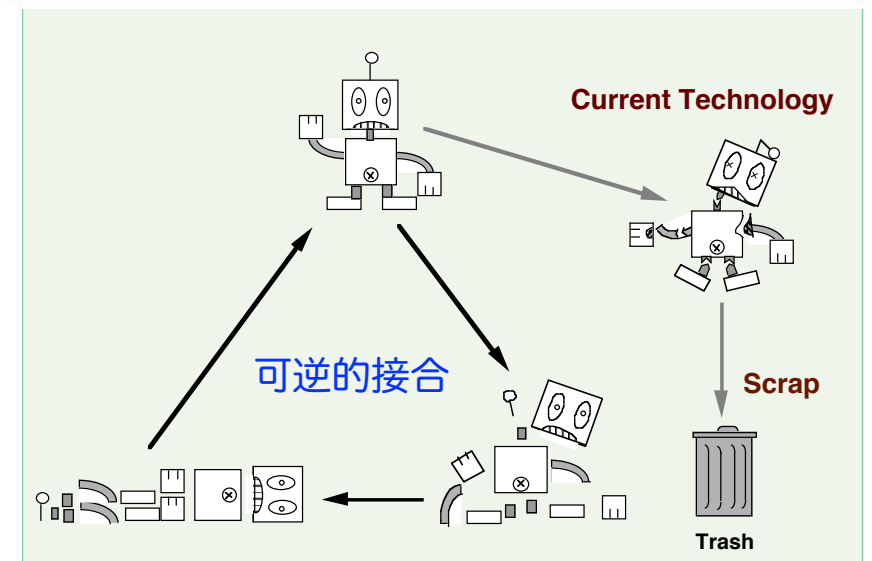 Current Technology
可逆的接合
Scrap
Trash